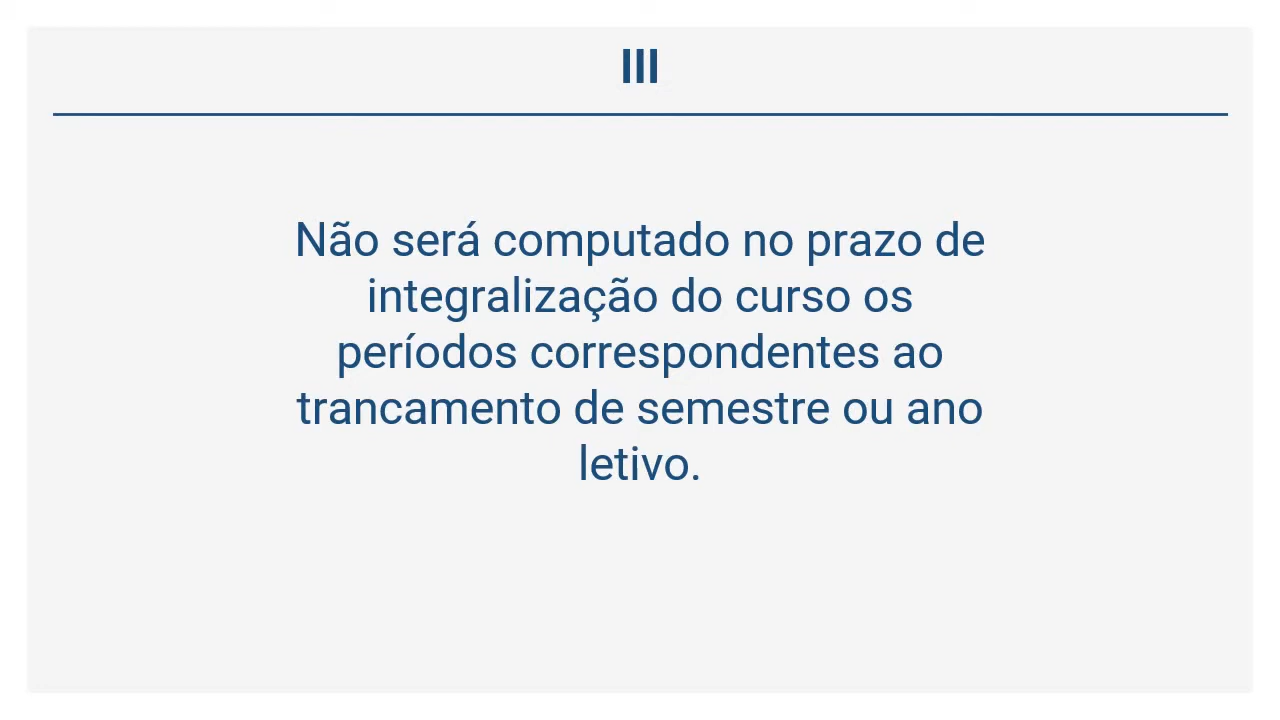 III
Não será computado no prazo de
integralização do curso os
períodos correspondentes ao
trancamento de semestre ou ano
letivo.